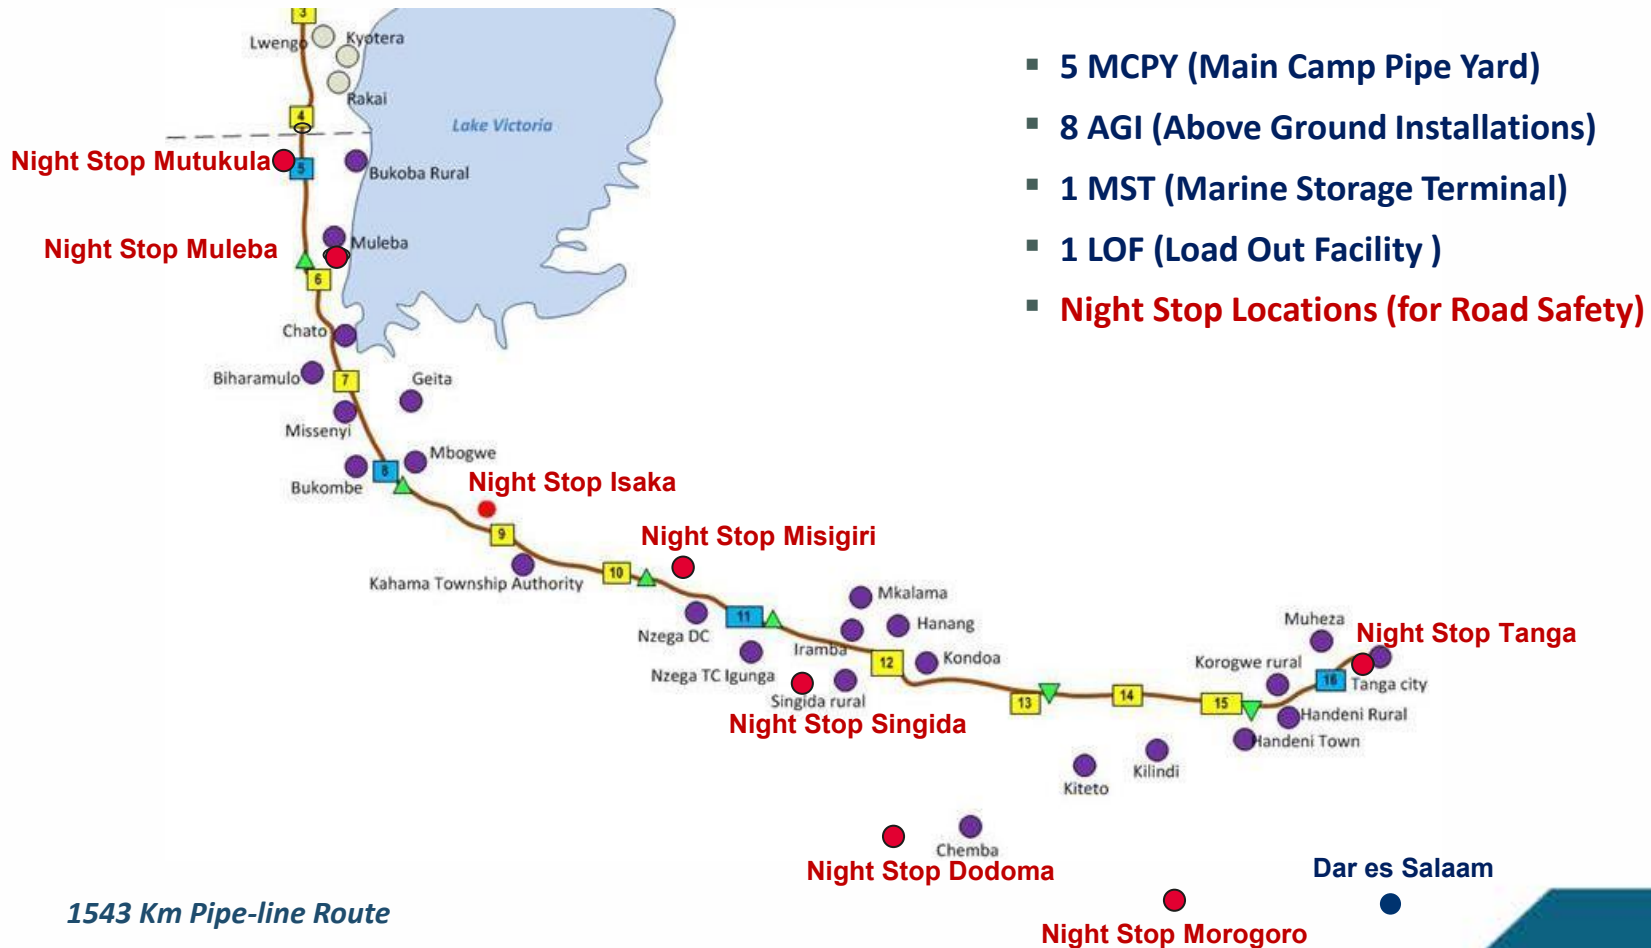 3
Lwengo
Kyotera
Rakai
4
Lake Victoria
▪ 5 MCPY (Main Camp Pipe Yard)
▪ 8 AGI (Above Ground Installations)
▪ 1 MST (Marine Storage Terminal)
▪ 1 LOF (Load Out Facility )
▪ Night Stop Locations (for Road Safety)
Night Stop Mutukula
5
Bukoba Rural
Night Stop Muleba
Muleba
6
Chato
Biharamulo
7
Geita
Missenyi
Mbogwe
8
Bukombe
Night Stop Isaka
9
Night Stop Misigiri
10
Kahama Township Authority
Mkalama
Nzega DC
11
Hanang
Iramba
12
Kondoa
Nzega TC Igunga
Singida rural
Night Stop Singida
13
14
15
Muheza
Night Stop Tanga
Korogwe rural
16
Tanga city
Handeni Rural
Handeni Town
Kilindi
Kiteto
Chemba
Night Stop Dodoma
Dar es Salaam
Night Stop Morogoro
1543 Km Pipe-line Route